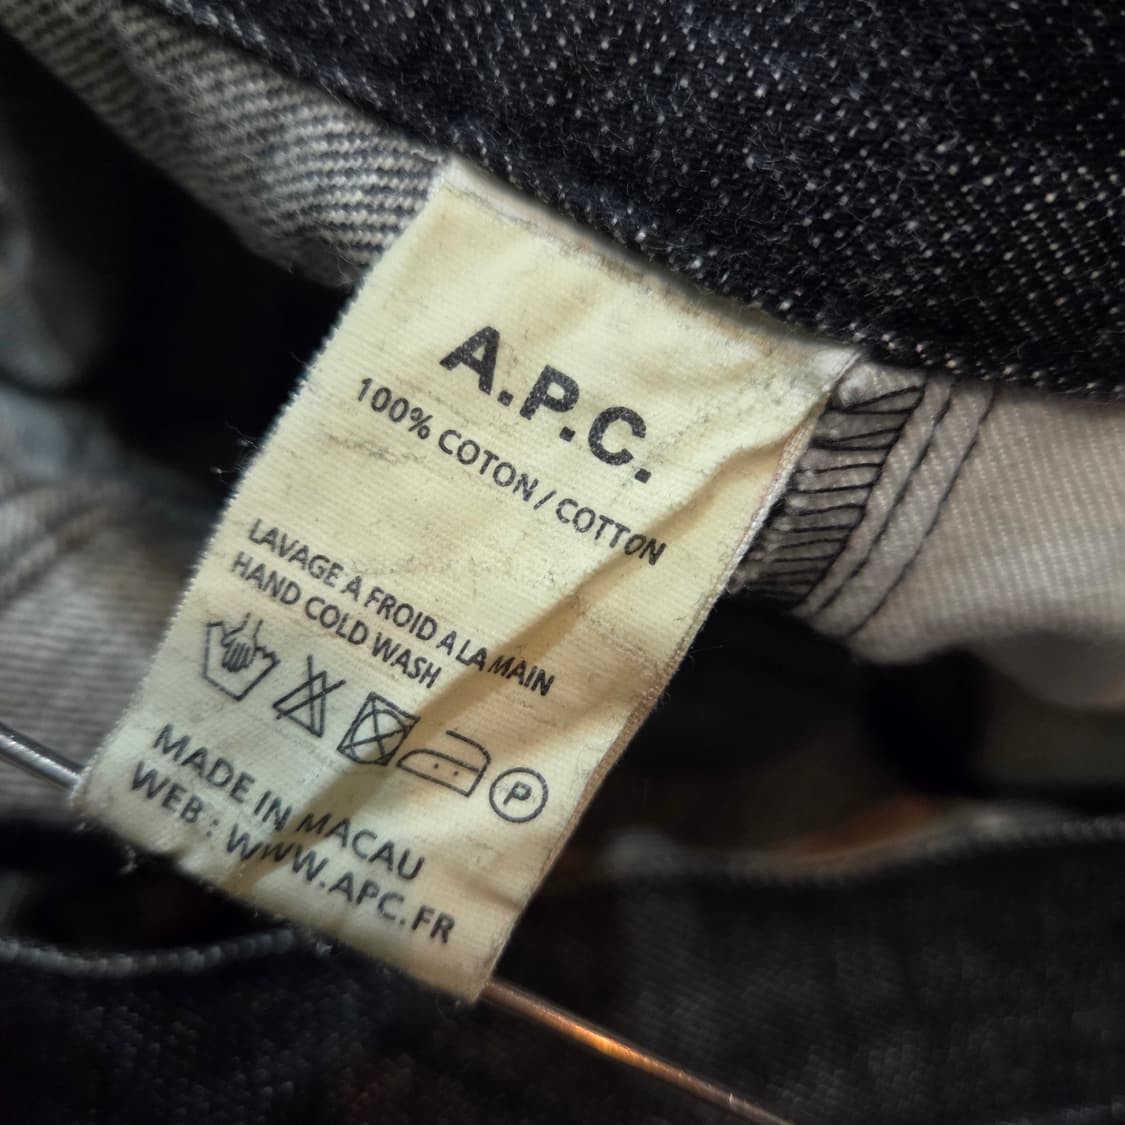 A.P.C.
100% COTON / COTTON
LAVAGE A FROID A LA MAIN
HAND COLD WASH
P
MADE IN MACAU
WEB : WWW.APC.FR